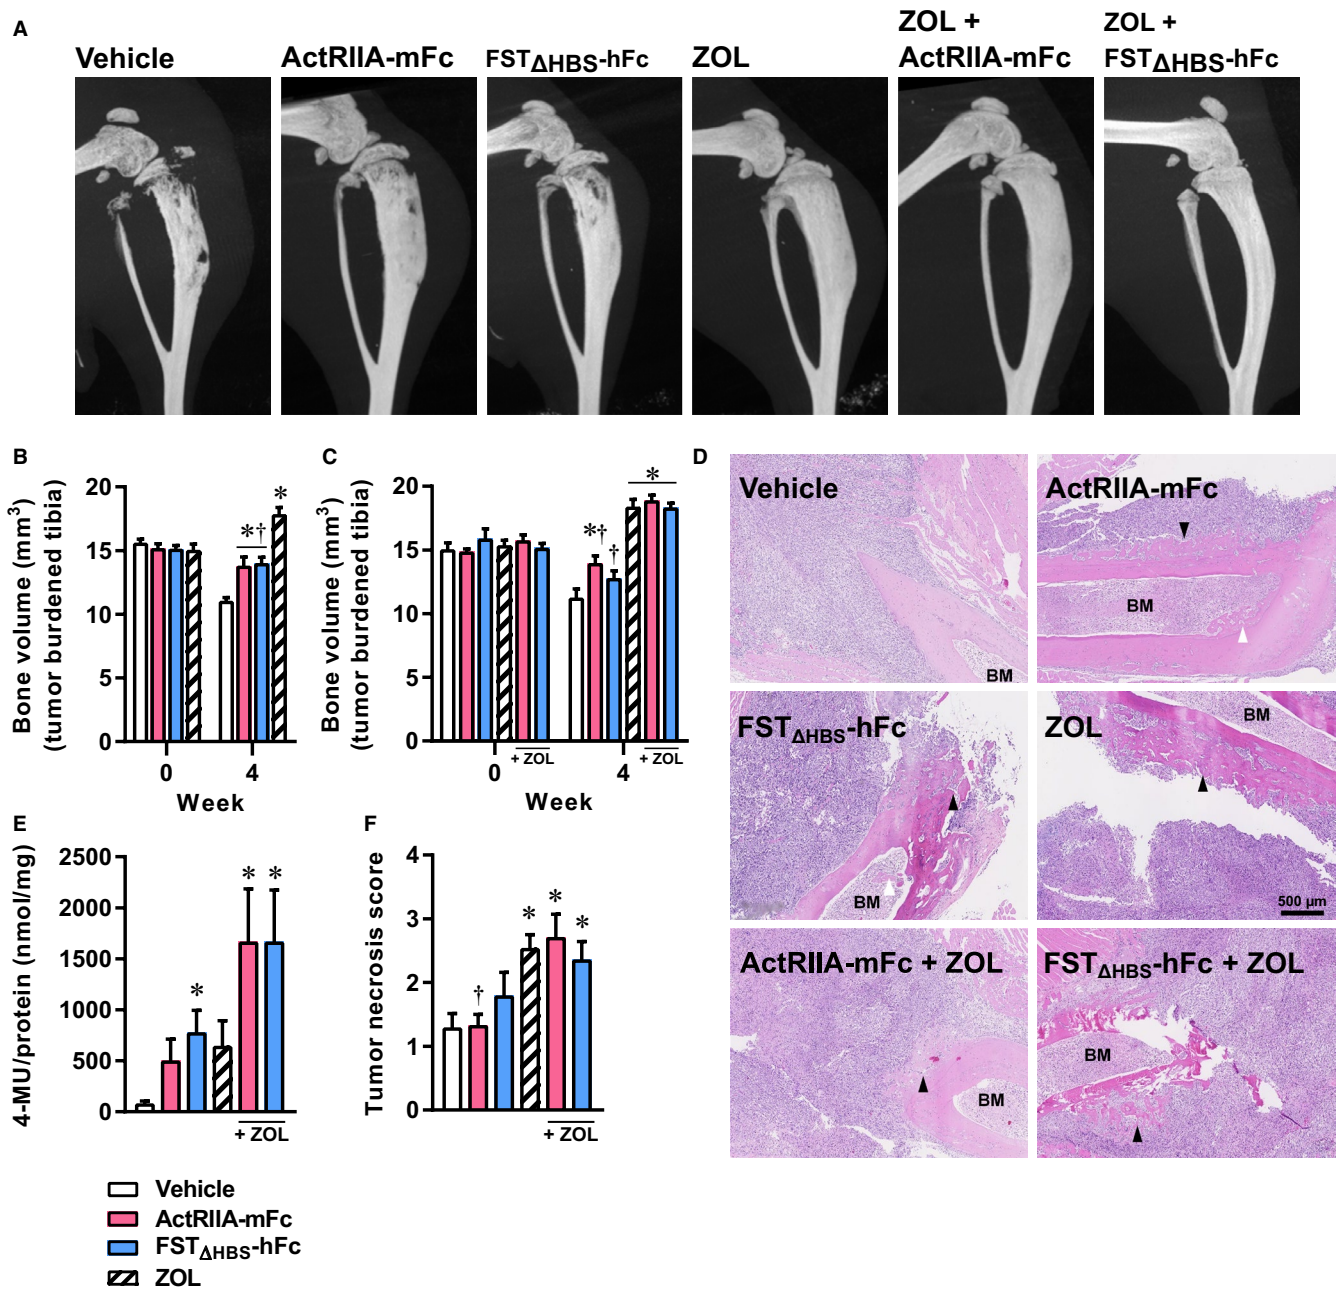 A
Vehicle
ActRIIA-mFc
FSTΔHBS-hFc
ZOL
ZOL +
ActRIIA-mFc
ZOL +
FSTΔHBS-hFc
B
Bone volume (mm³)
(tumor burdened tibia)
20
15
10
5
0
*†
*
0
4
Week
C
Bone volume (mm³)
(tumor burdened tibia)
20
15
10
5
0
*†
†
*
+ ZOL
+ ZOL
0
4
Week
D
Vehicle
BM
ActRIIA-mFc
BM
FSTΔHBS-hFc
BM
ZOL
BM
500 µm
ActRIIA-mFc + ZOL
BM
FSTΔHBS-hFc + ZOL
BM
E
4-MU/protein (nmol/mg)
2500
2000
1500
1000
500
0
*
*
*
+ ZOL
F
Tumor necrosis score
4
3
2
1
0
†
*
*
*
+ ZOL
Vehicle
ActRIIA-mFc
FSTΔHBS-hFc
ZOL